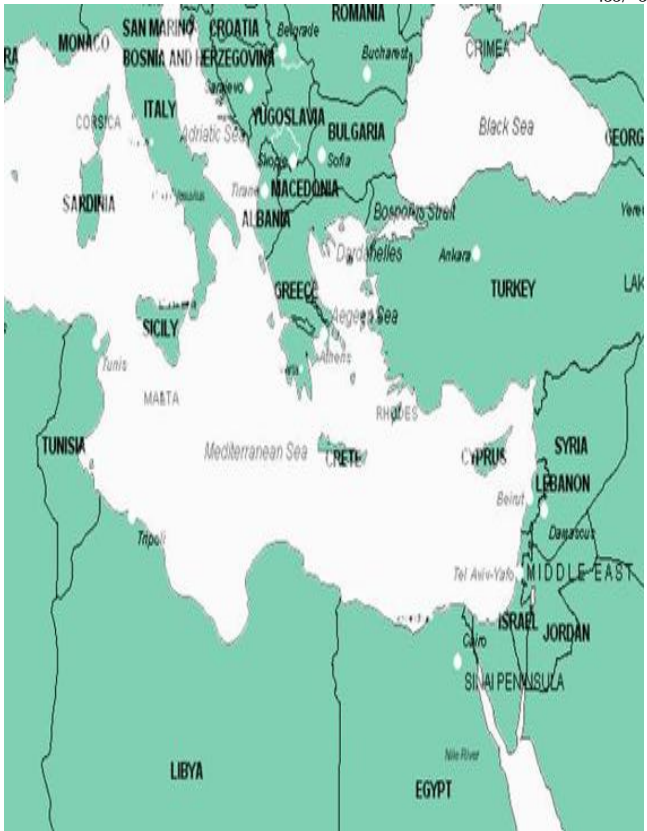 SAN MARINO
CROATIA
ROMANIA
MONACO
Belgrade
CRIMEA
BOSNIA AND HERZEGOVINA
Bucharest
Sarajevo
ITALY
CORSICA
YUGOSLAVIA
Adriatic Sea
BULGARIA
Black Sea
GEORG
Skopje
Sofia
Tirane
MACEDONIA
SARDINIA
ALBANIA
Bosporus Strait
Yere
Dardanelles
Ankara
GREECE
TURKEY
LAK
SICILY
Aegean Sea
Athens
Tunis
MALTA
RHODES
TUNISIA
Mediterranean Sea
CRETE
CYPRUS
SYRIA
LEBANON
Beirut
Tripoli
Damascus
Tel Aviv-Yafo
MIDDLE EAST
ISRAEL
JORDAN
Cairo
SINAI PENINSULA
Nile River
LIBYA
EGYPT